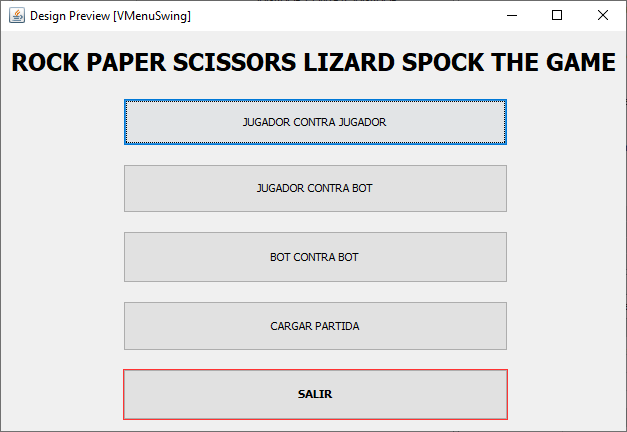 Design Preview [VMenuSwing]
ROCK PAPER SCISSORS LIZARD SPOCK THE GAME
JUGADOR CONTRA JUGADOR
JUGADOR CONTRA BOT
BOT CONTRA BOT
CARGAR PARTIDA
SALIR